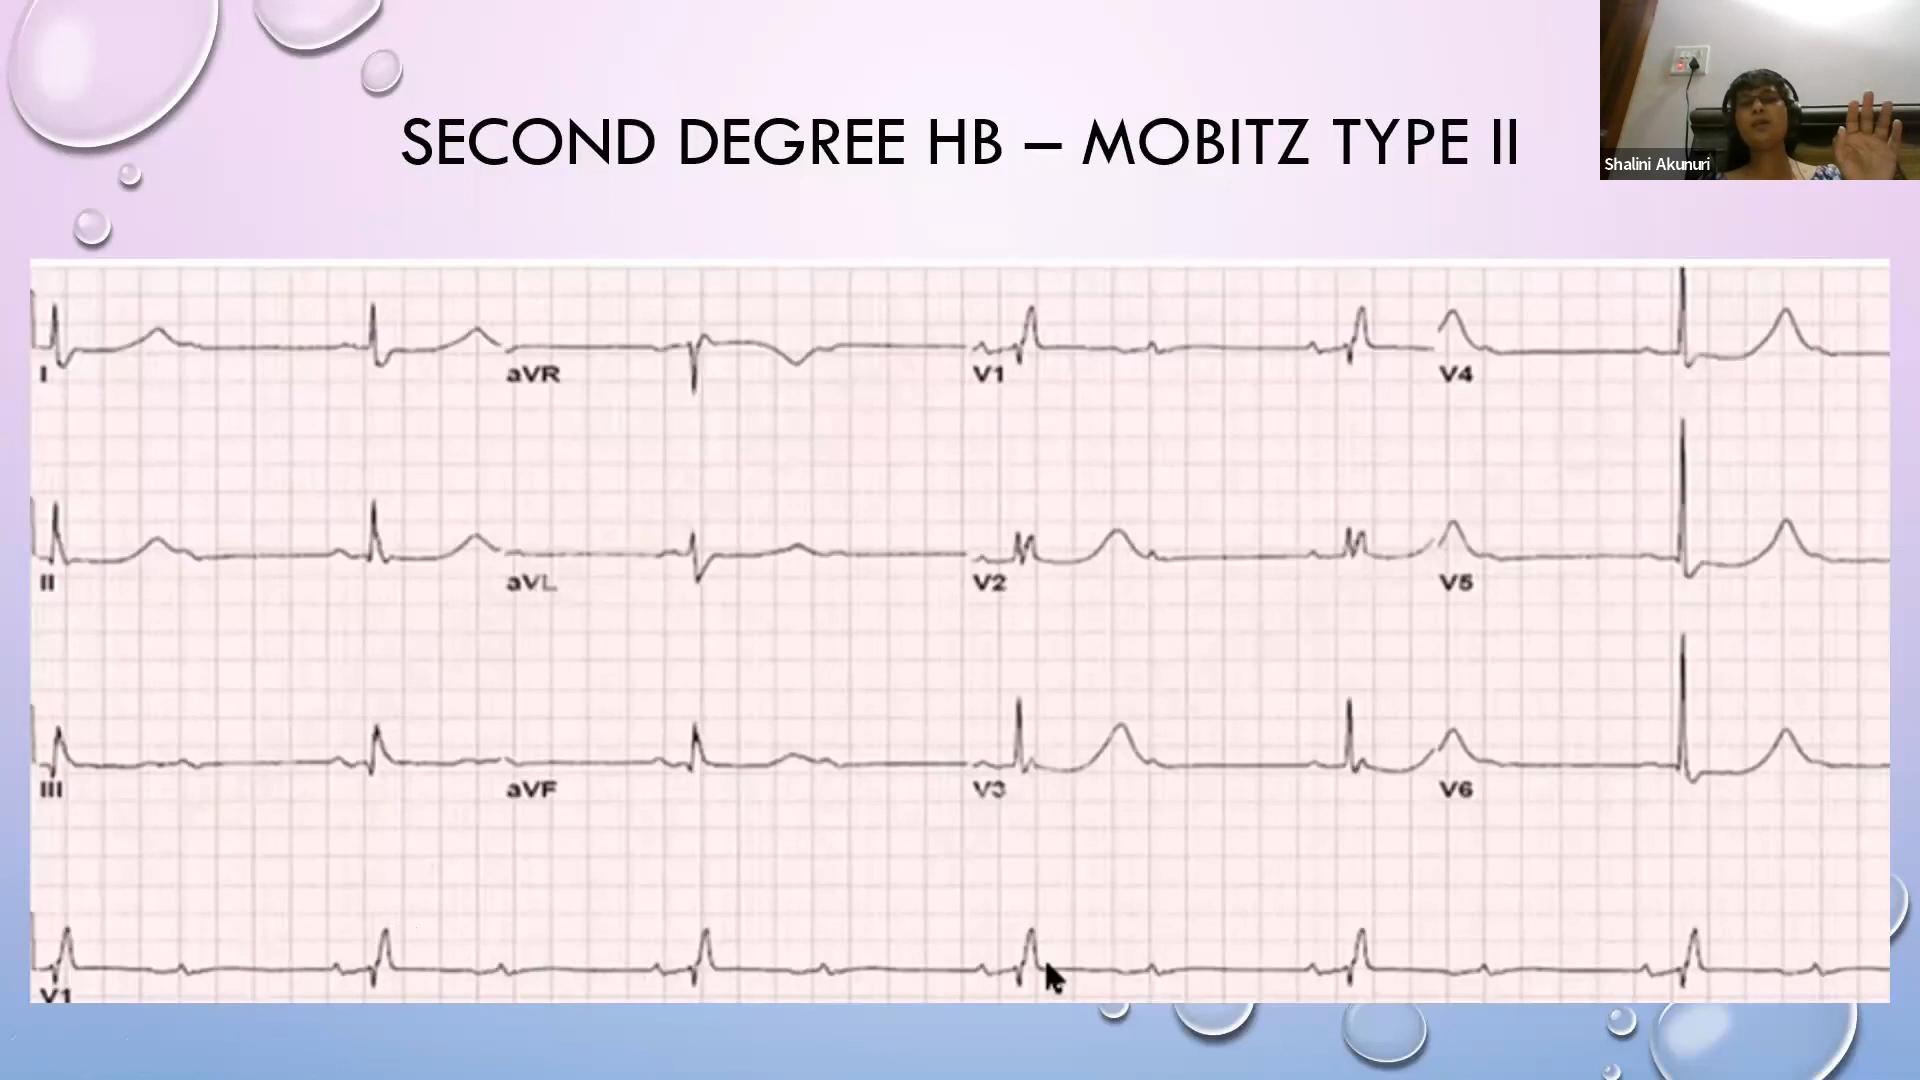 SECOND DEGREE HB – MOBITZ TYPE II
Shalini Akunuri
I aVR V1 V4
II aVL V2 V5
III aVF V3 V6
V1